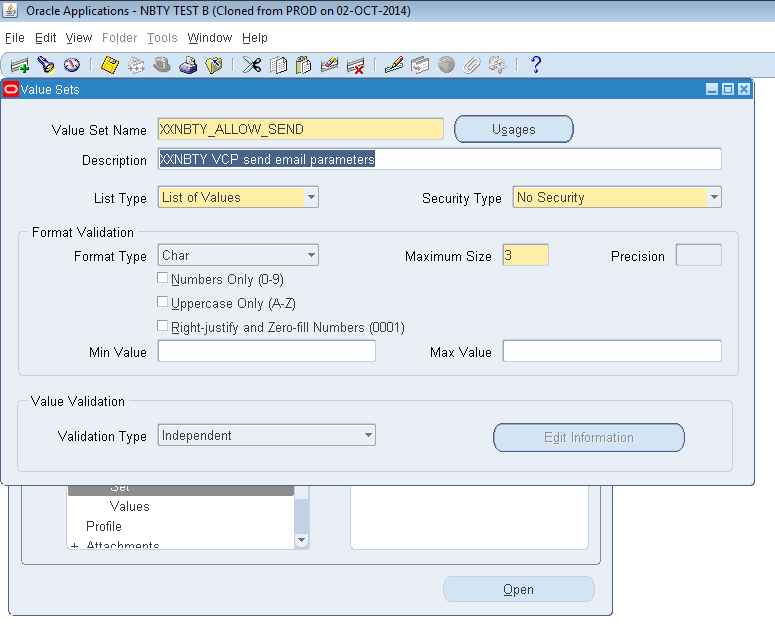 Oracle Applications - NBTY TEST B (Cloned from PROD on 02-OCT-2014)
File Edit View Folder Tools Window Help
?
Value Sets
Value Set Name XXNBTY_ALLOW_SEND Usages
Description XXNBTY VCP send email parameters
List Type List of Values Security Type No Security
Format Validation
Format Type Char Maximum Size 3 Precision
Numbers Only (0-9)
Uppercase Only (A-Z)
Right-justify and Zero-fill Numbers (0001)
Min Value Max Value
Value Validation
Validation Type Independent Edit Information
Set
Values
Profile
+ Attachments
Open